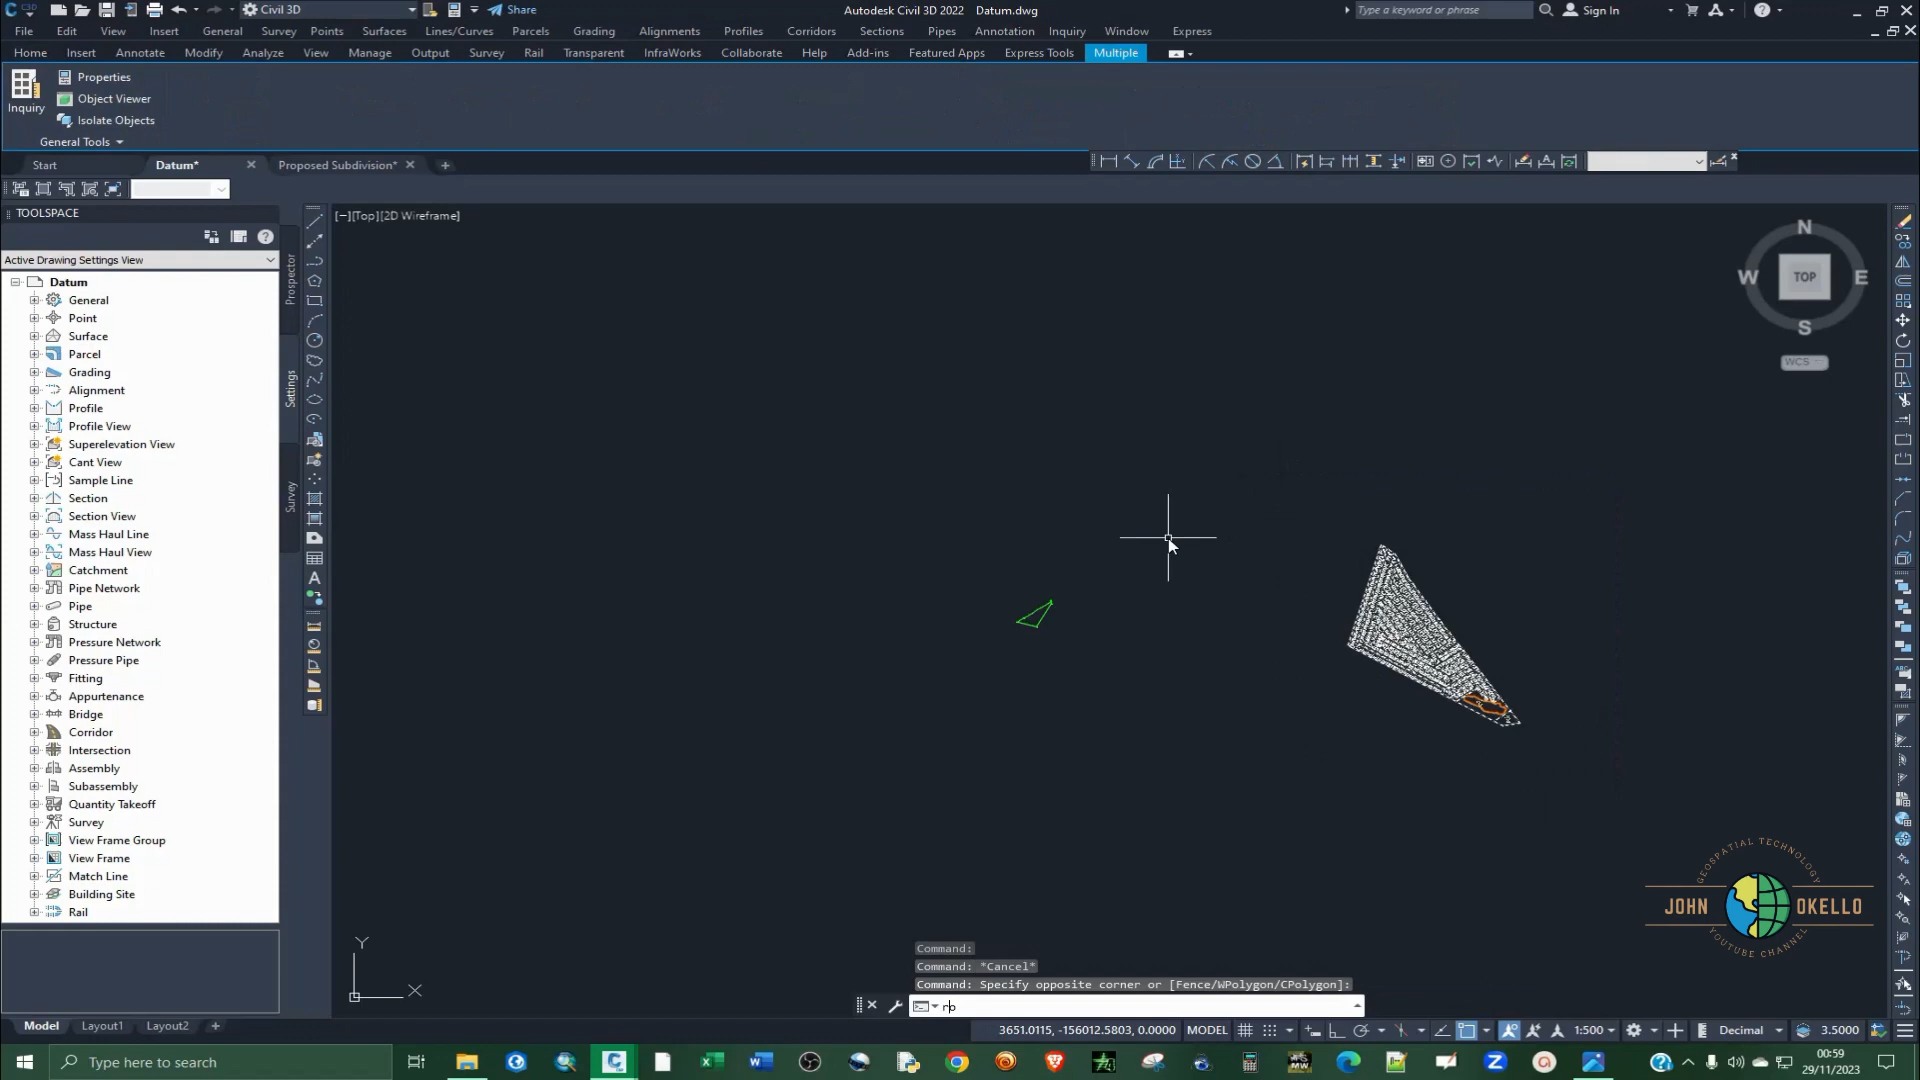 Civil 3D
Share
Autodesk Civil 3D 2022 Datum.dwg
Type a keyword or phrase
Sign In
File Edit View Insert General Survey Points Surfaces Lines/Curves Parcels Grading Alignments Profiles Corridors Sections Pipes Annotation Inquiry Window Express
Home Insert Annotate Modify Analyze View Manage Output Survey Rail Transparent InfraWorks Collaborate Help Add-ins Featured Apps Express Tools Multiple
Inquiry
Properties
Object Viewer
Isolate Objects
General Tools
Start Datum* Proposed Subdivision*
TOOLSPACE
Active Drawing Settings View
Datum
General
Point
Surface
Parcel
Grading
Alignment
Profile
Profile View
Superelevation View
Cant View
Sample Line
Section
Section View
Mass Haul Line
Mass Haul View
Catchment
Pipe Network
Pipe
Structure
Pressure Network
Pressure Pipe
Fitting
Appurtenance
Bridge
Corridor
Intersection
Assembly
Subassembly
Quantity Takeoff
Survey
View Frame Group
View Frame
Match Line
Building Site
Rail
Prospector
Settings
Survey
[−][Top][2D Wireframe]
N
W TOP E
S
WCS
GEOSPATIAL TECHNOLOGY
JOHN OKELLO
YOUTUBE CHANNEL
Y
X
Command:
Command: *Cancel*
Command: Specify opposite corner or [Fence/WPolygon/CPolygon]:
Model Layout1 Layout2
3651.0115, -156012.5803, 0.0000 MODEL 1:500 Decimal 3.5000
Type here to search
00:59
29/11/2023